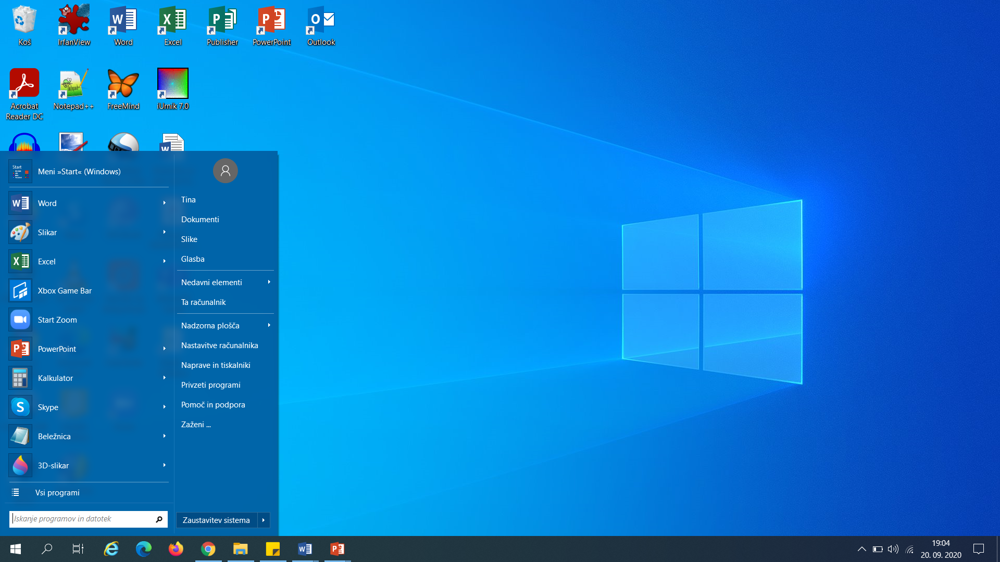 Koš
IrfanView
Word
Excel
Publisher
PowerPoint
Outlook
Acrobat
Reader DC
Notepad++
FreeMind
iUrnik 7.0
Meni »Start« (Windows)
Word
Slikar
Excel
Xbox Game Bar
Start Zoom
PowerPoint
Kalkulator
Skype
Beležnica
3D-slikar
Vsi programi
Iskanje programov in datotek
Tina
Dokumenti
Slike
Glasba
Nedavni elementi
Ta računalnik
Nadzorna plošča
Nastavitve računalnika
Naprave in tiskalniki
Privzeti programi
Pomoč in podpora
Zaženi ...
Zaustavitev sistema
19:04
20. 09. 2020